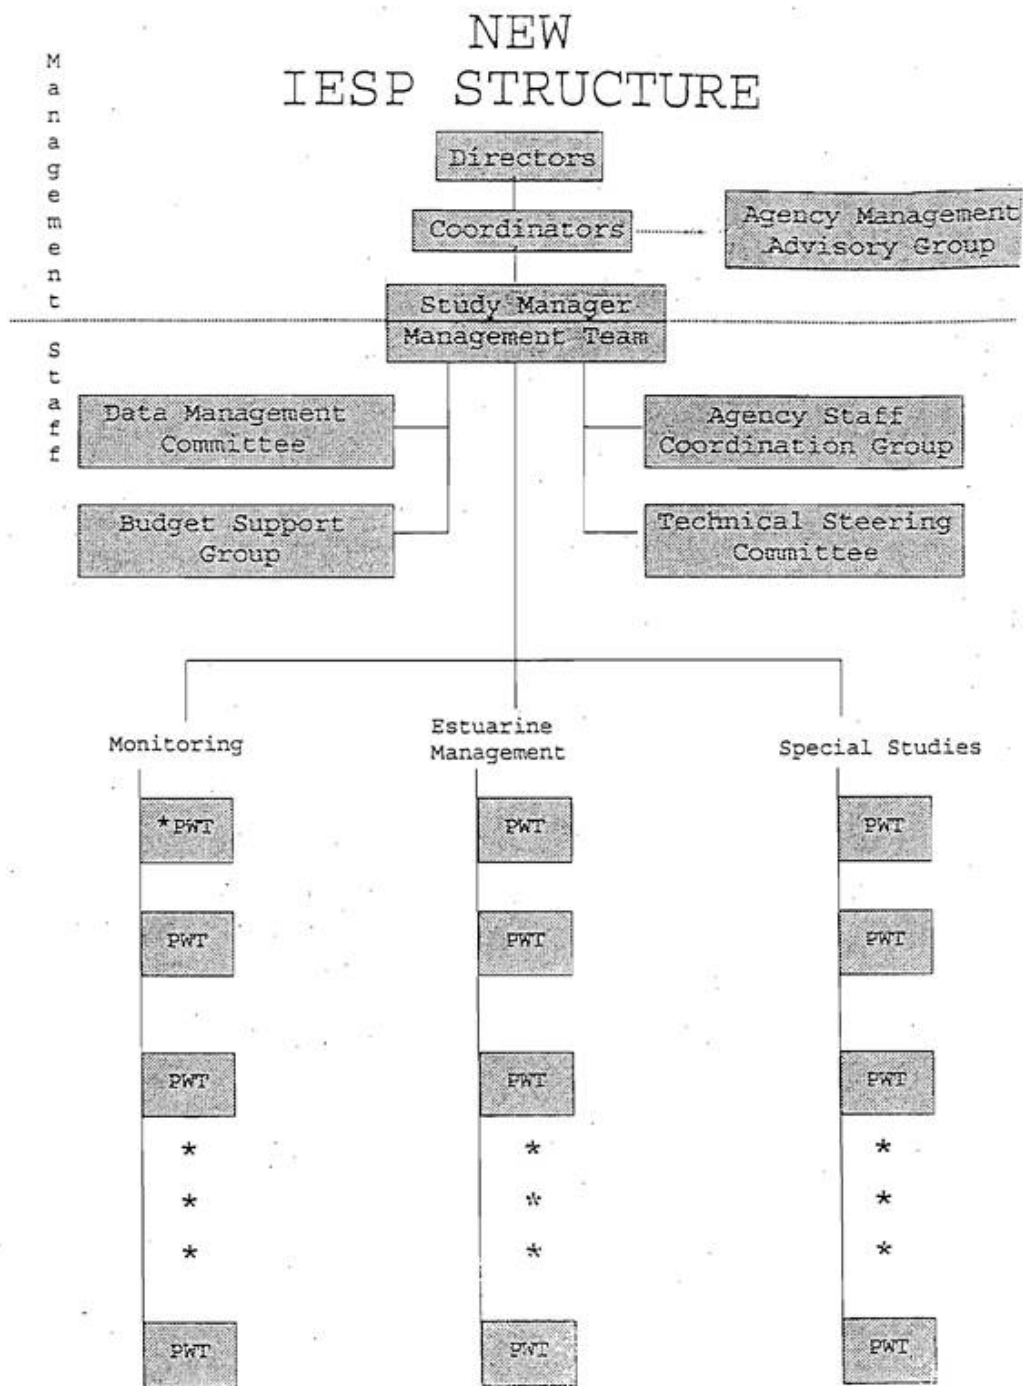 NEW
IESP STRUCTURE
Management
Directors
Coordinators
Agency Management
Advisory Group
Study Manager
Management Team
Staff
Data Management
Committee
Agency Staff
Coordination Group
Budget Support
Group
Technical Steering
Committee
Monitoring
Estuarine
Management
Special Studies
*PWT
PWT
PWT
PWT
PWT
PWT
PWT
PWT
PWT
* * *
* * *
* * *
PWT
PWT
PWT